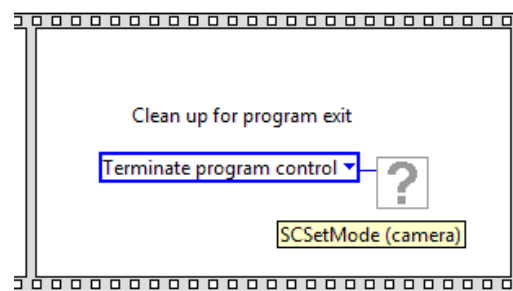 Clean up for program exit
Terminate program control
?
SCSetMode (camera)